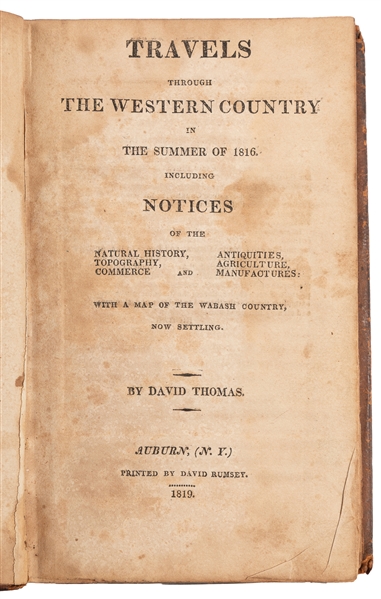 TRAVELS
THROUGH
THE WESTERN COUNTRY
IN
THE SUMMER OF 1816.
INCLUDING
NOTICES
OF THE
NATURAL HISTORY, ANTIQUITIES,
TOPOGRAPHY, AGRICULTURE,
COMMERCE AND MANUFACTURES:
WITH A MAP OF THE WABASH COUNTRY,
NOW SETTLING.
BY DAVID THOMAS.
AUBURN, (N. Y.)
PRINTED BY DAVID RUMSEY.
1819.